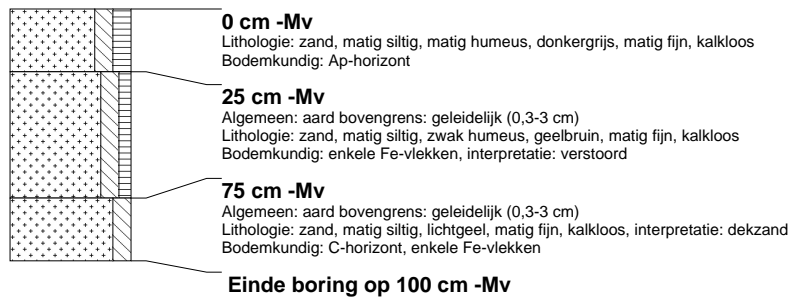 0 cm -Mv
Lithologie: zand, matig siltig, matig humeus, donkergrijs, matig fijn, kalkloos
Bodemkundig: Ap-horizont
25 cm -Mv
Algemeen: aard bovengrens: geleidelijk (0,3-3 cm)
Lithologie: zand, matig siltig, zwak humeus, geelbruin, matig fijn, kalkloos
Bodemkundig: enkele Fe-vlekken, interpretatie: verstoord
75 cm -Mv
Algemeen: aard bovengrens: geleidelijk (0,3-3 cm)
Lithologie: zand, matig siltig, lichtgeel, matig fijn, kalkloos, interpretatie: dekzand
Bodemkundig: C-horizont, enkele Fe-vlekken
Einde boring op 100 cm -Mv